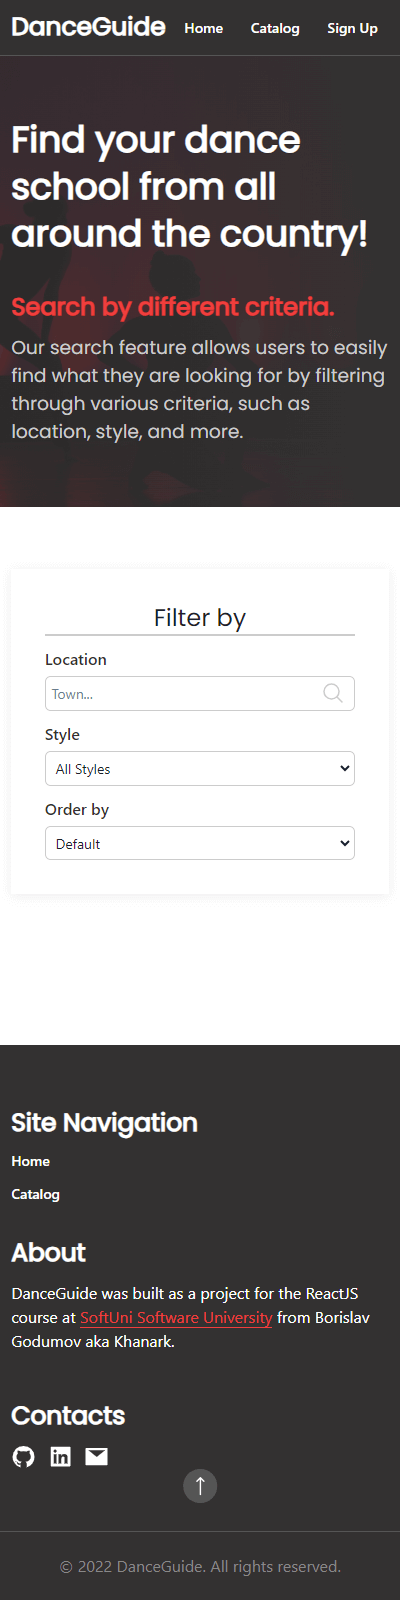 DanceGuide Home Catalog Sign Up
Find your dance
school from all
around the country!
Search by different criteria.
Our search feature allows users to easily
find what they are looking for by filtering
through various criteria, such as
location, style, and more.
Filter by
Location
Town...
Style
All Styles
Order by
Default
Site Navigation
Home
Catalog
About
DanceGuide was built as a project for the ReactJS
course at SoftUni Software University from Borislav
Godumov aka Khanark.
Contacts
© 2022 DanceGuide. All rights reserved.